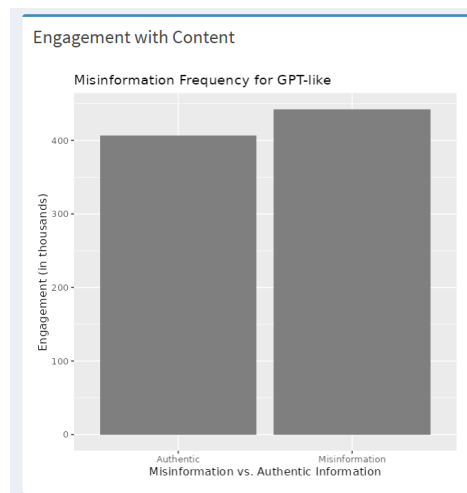 Engagement with Content
Misinformation Frequency for GPT-like
Engagement (in thousands)
400
300
200
100
0
Authentic Misinformation
Misinformation vs. Authentic Information